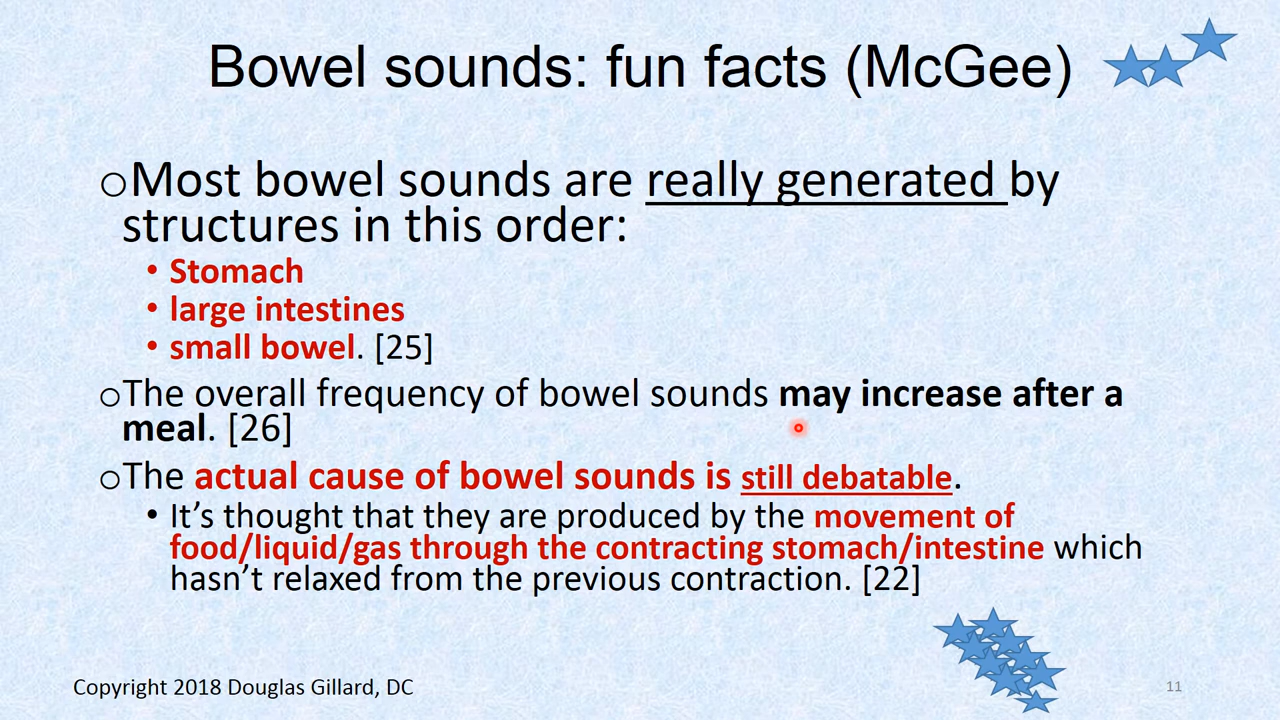 Bowel sounds: fun facts (McGee)
oMost bowel sounds are really generated by
structures in this order:
• Stomach
• large intestines
• small bowel. [25]
oThe overall frequency of bowel sounds may increase after a
meal. [26]
oThe actual cause of bowel sounds is still debatable.
• It’s thought that they are produced by the movement of
food/liquid/gas through the contracting stomach/intestine which
hasn’t relaxed from the previous contraction. [22]
Copyright 2018 Douglas Gillard, DC
11